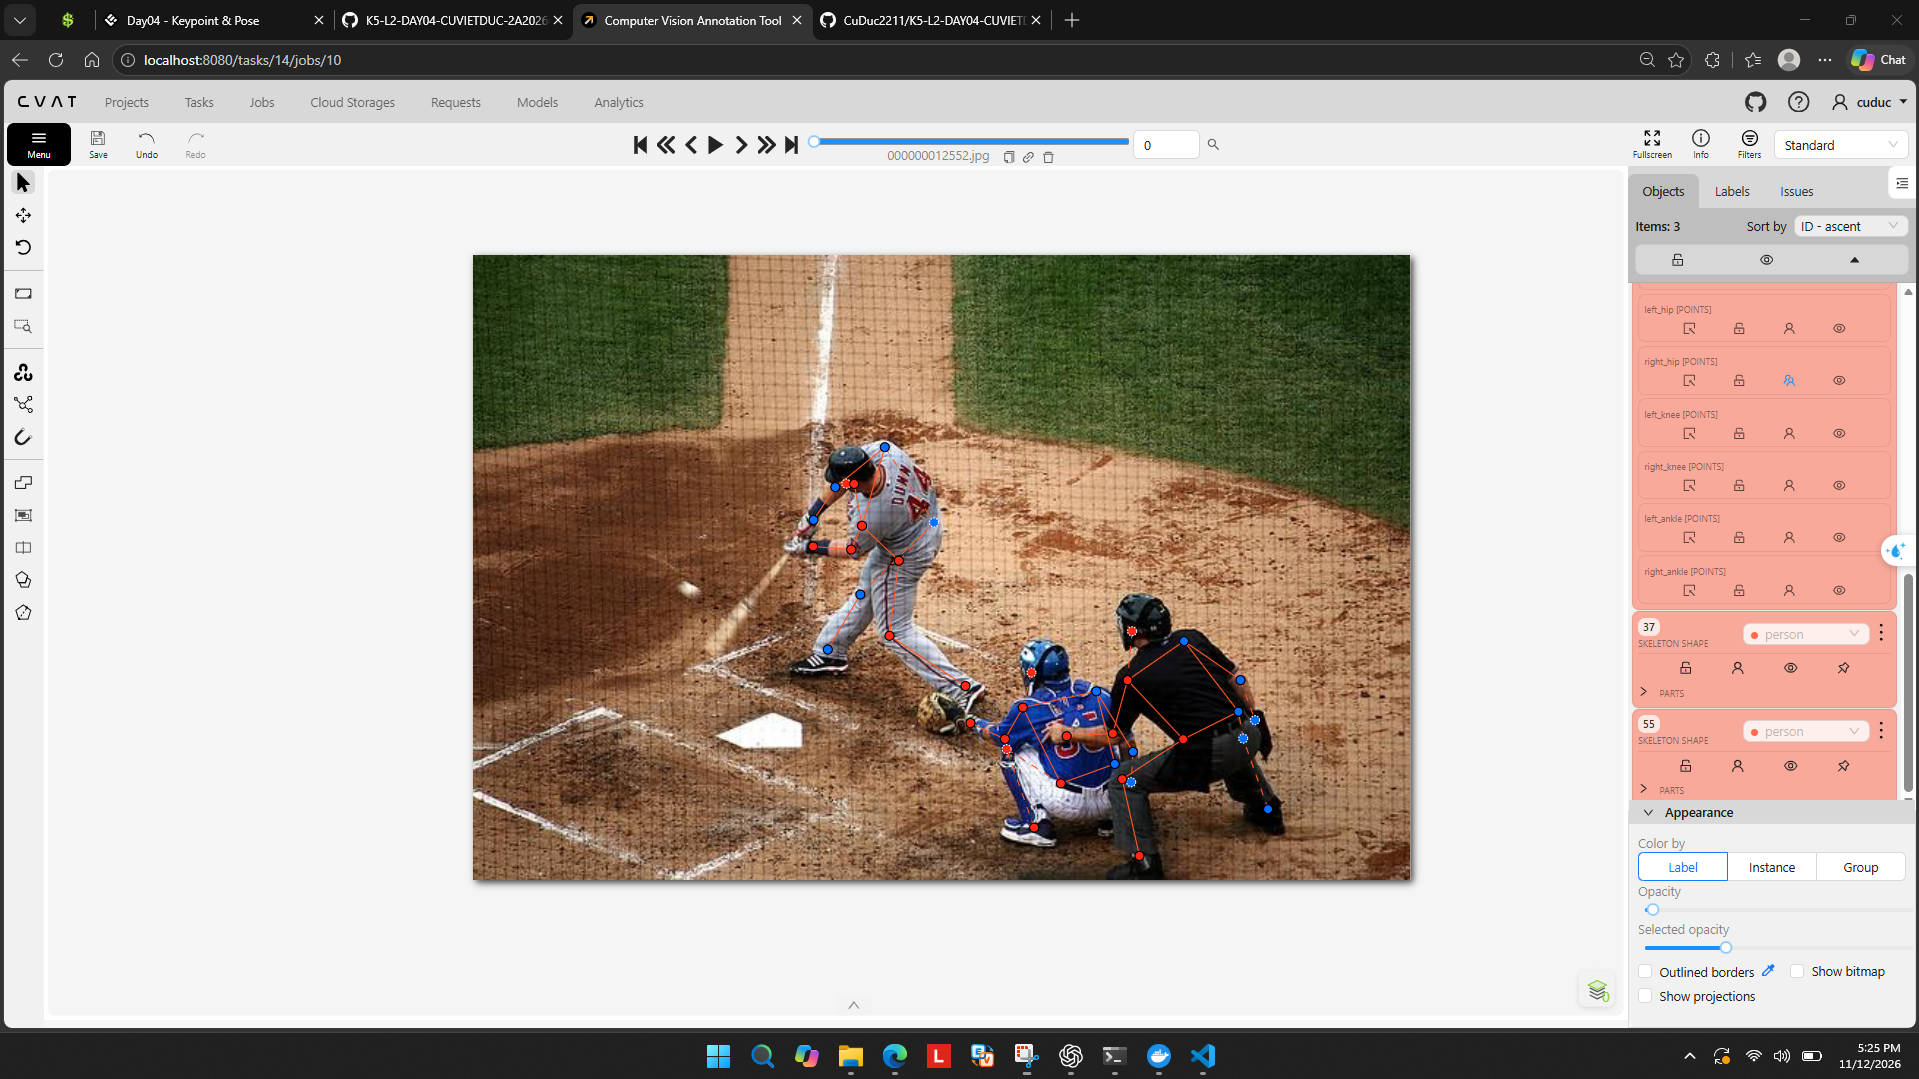 Day04 - Keypoint & Pose
K5-L2-DAY04-CUVIETDUC-2A2026
Computer Vision Annotation Tool
CuDuc2211/K5-L2-DAY04-CUVIETD
localhost:8080/tasks/14/jobs/10
Chat
CVAT
Projects
Tasks
Jobs
Cloud Storages
Requests
Models
Analytics
cuduc
Menu
Save
Undo
Redo
000000012552.jpg
0
Fullscreen
Info
Filters
Standard
Objects
Labels
Issues
Items: 3
Sort by
ID - ascent
left_hip [POINTS]
right_hip [POINTS]
left_knee [POINTS]
right_knee [POINTS]
left_ankle [POINTS]
right_ankle [POINTS]
37
SKELETON SHAPE
person
PARTS
55
SKELETON SHAPE
person
PARTS
Appearance
Color by
Label
Instance
Group
Opacity
Selected opacity
Outlined borders
Show bitmap
Show projections
DUNN
44
L
5:25 PM
11/12/2026